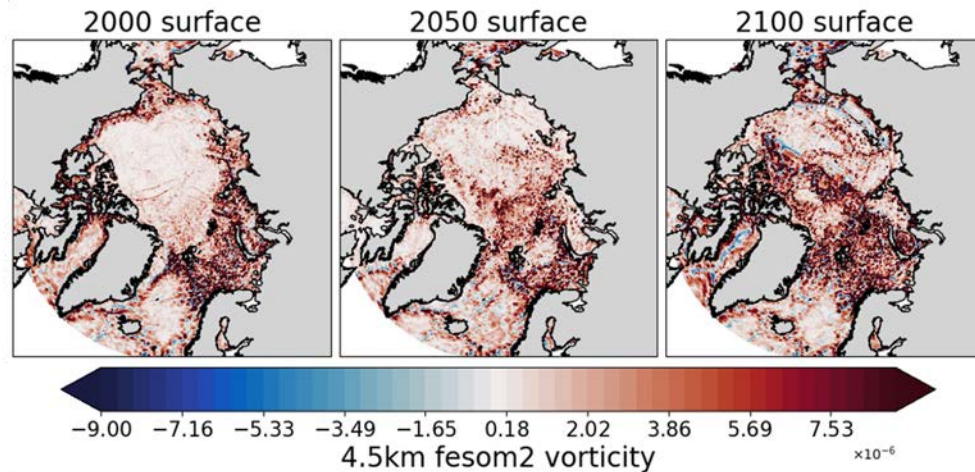 2000 surface 2050 surface 2100 surface
−9.00 −7.16 −5.33 −3.49 −1.65 0.18 2.02 3.86 5.69 7.53
×10⁻⁶
4.5km fesom2 vorticity